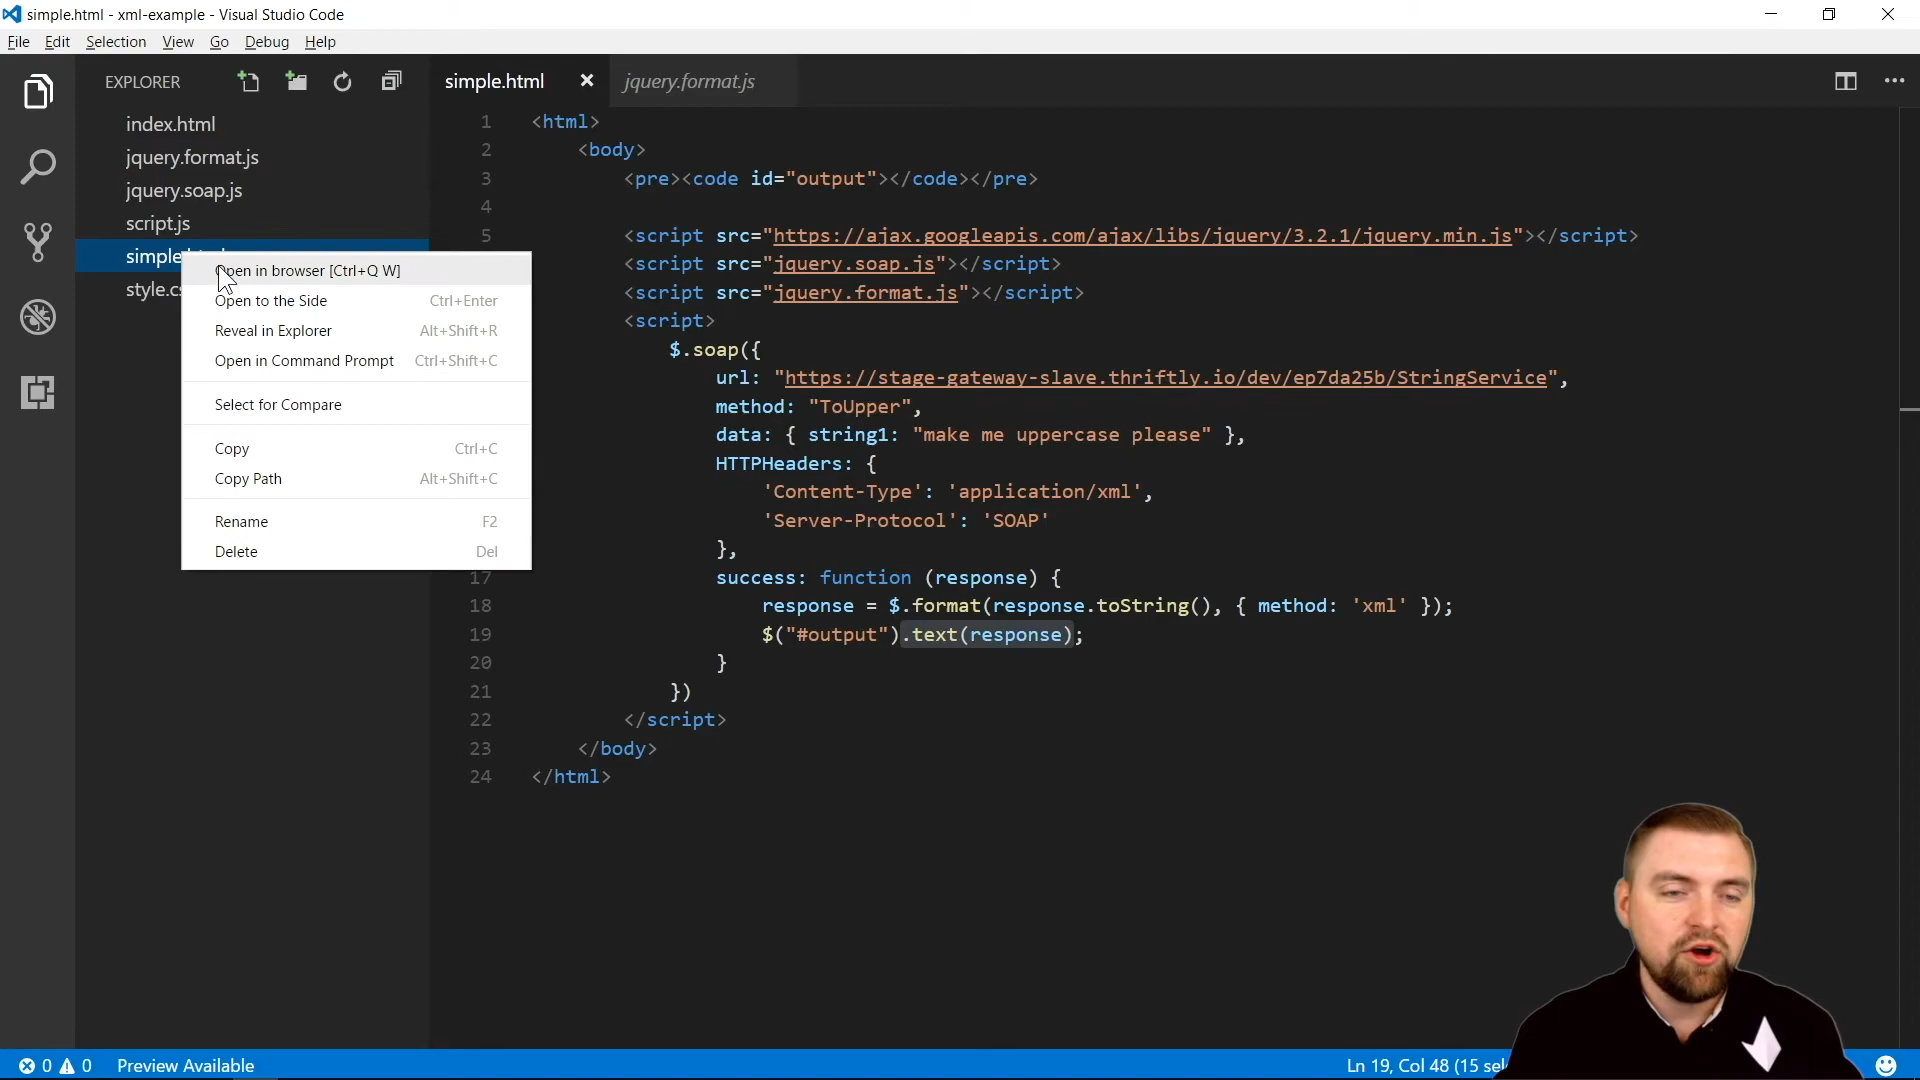 simple.html - xml-example - Visual Studio Code
File Edit Selection View Go Debug Help
EXPLORER
index.html
jquery.format.js
jquery.soap.js
script.js
simple.html
style.cs
Open in browser [Ctrl+Q W]
Open to the Side Ctrl+Enter
Reveal in Explorer Alt+Shift+R
Open in Command Prompt Ctrl+Shift+C
Select for Compare
Copy Ctrl+C
Copy Path Alt+Shift+C
Rename F2
Delete Del
simple.html jquery.format.js
1 <html>
2 <body>
3 <pre><code id="output"></code></pre>
4
5 <script src="https://ajax.googleapis.com/ajax/libs/jquery/3.2.1/jquery.min.js"></script>
<script src="jquery.soap.js"></script>
<script src="jquery.format.js"></script>
<script>
$.soap({
url: "https://stage-gateway-slave.thriftly.io/dev/ep7da25b/StringService",
method: "ToUpper",
data: { string1: "make me uppercase please" },
HTTPHeaders: {
'Content-Type': 'application/xml',
'Server-Protocol': 'SOAP'
},
17 success: function (response) {
18 response = $.format(response.toString(), { method: 'xml' });
19 $("#output").text(response);
20 }
21 })
22 </script>
23 </body>
24 </html>
0 0 Preview Available
Ln 19, Col 48 (15 sel